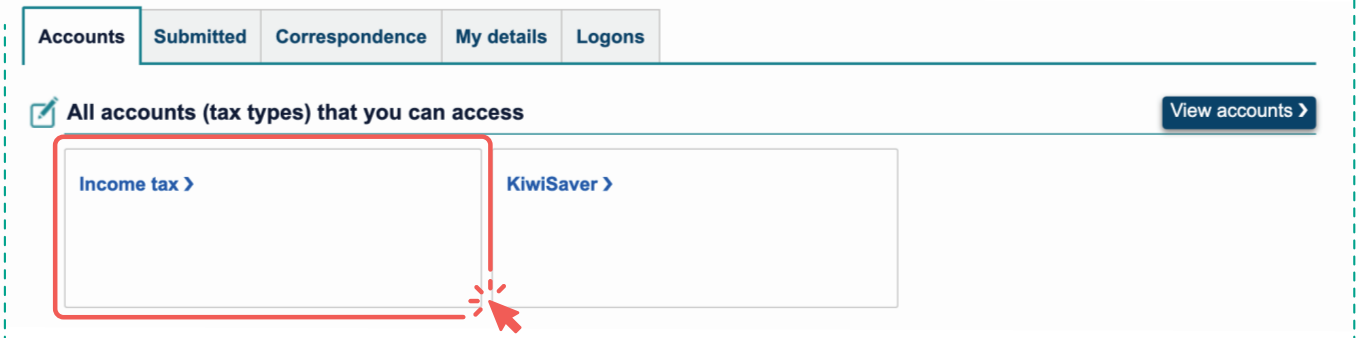 Accounts Submitted Correspondence My details Logons
All accounts (tax types) that you can access View accounts ❯
Income tax ❯ KiwiSaver ❯